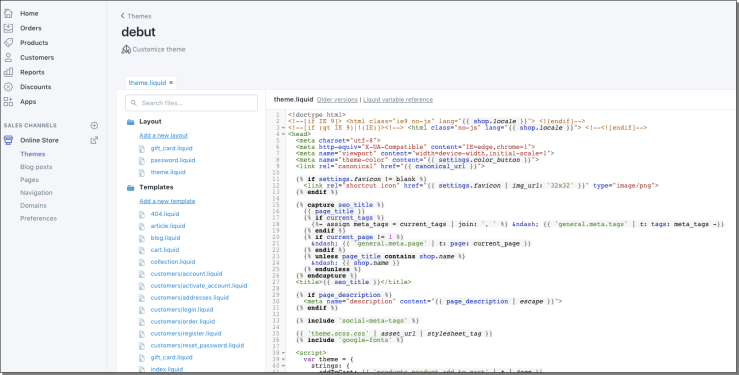 Home
Orders
Products
Customers
Reports
Discounts
Apps
SALES CHANNELS
Online Store
Themes
Blog posts
Pages
Navigation
Domains
Preferences
Themes
debut
Customize theme
theme.liquid ×
Search files...
Layout
Add a new layout
gift_card.liquid
password.liquid
theme.liquid
Templates
Add a new template
404.liquid
article.liquid
blog.liquid
cart.liquid
collection.liquid
customers/account.liquid
customers/activate_account.liquid
customers/addresses.liquid
customers/login.liquid
customers/order.liquid
customers/register.liquid
customers/reset_password.liquid
gift_card.liquid
index.liquid
theme.liquid Older versions | Liquid variable reference
1 <!doctype html>
2 <!--[if IE 9]> <html class="ie9 no-js" lang="{{ shop.locale }}"> <![endif]-->
3 <!--[if (gt IE 9)|!(IE)]><!--> <html class="no-js" lang="{{ shop.locale }}"> <!--<![endif]-->
4 <head>
5 <meta charset="utf-8">
6 <meta http-equiv="X-UA-Compatible" content="IE=edge,chrome=1">
7 <meta name="viewport" content="width=device-width,initial-scale=1">
8 <meta name="theme-color" content="{{ settings.color_button }}">
9 <link rel="canonical" href="{{ canonical_url }}">
10
11 {% if settings.favicon != blank %}
12 <link rel="shortcut icon" href="{{ settings.favicon | img_url: '32x32' }}" type="image/png">
13 {% endif %}
14
15 {% capture seo_title %}
16 {{ page_title }}
17 {% if current_tags %}
18 {%- assign meta_tags = current_tags | join: ', ' %} &ndash; {{ 'general.meta.tags' | t: tags: meta_tags -}}
19 {% endif %}
20 {% if current_page != 1 %}
21 &ndash; {{ 'general.meta.page' | t: page: current_page }}
22 {% endif %}
23 {% unless page_title contains shop.name %}
24 &ndash; {{ shop.name }}
25 {% endunless %}
26 {% endcapture %}
27 <title>{{ seo_title }}</title>
28
29 {% if page_description %}
30 <meta name="description" content="{{ page_description | escape }}">
31 {% endif %}
32
33 {% include 'social-meta-tags' %}
34
35 {{ 'theme.scss.css' | asset_url | stylesheet_tag }}
36 {% include 'google-fonts' %}
37
38 <script>
39 var theme = {
40 strings: {